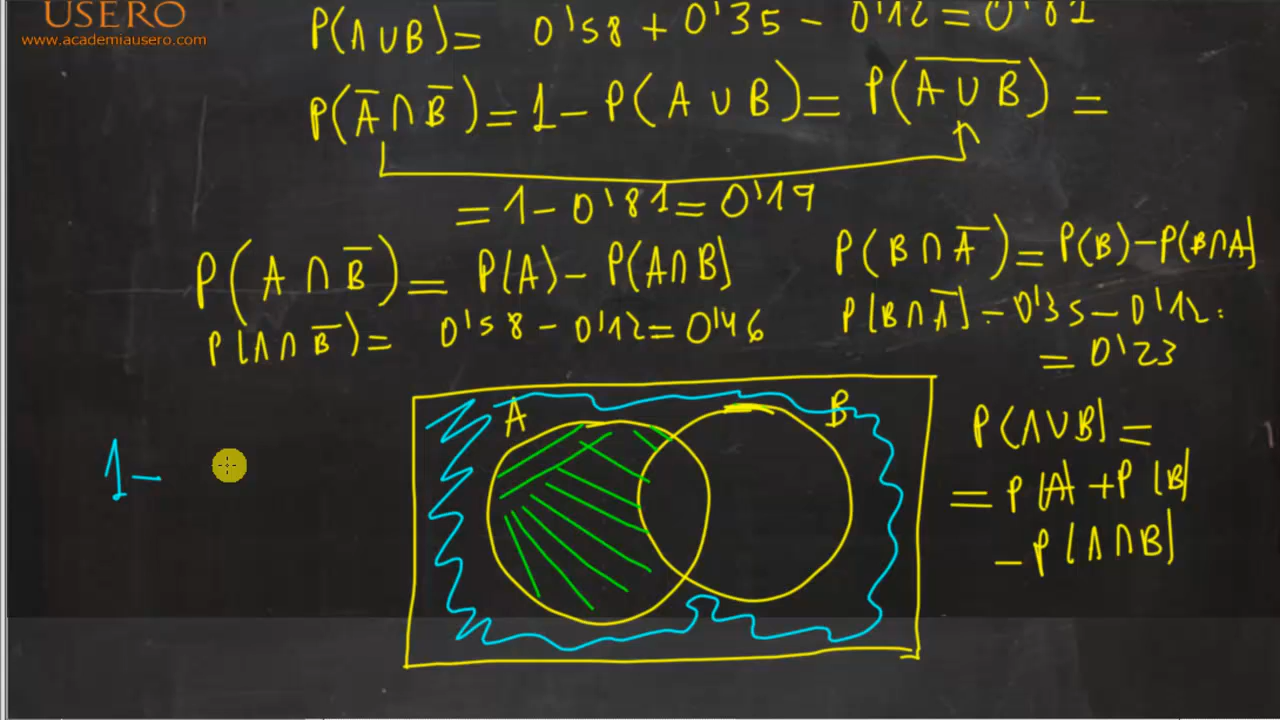 USERO
www.academiausero.com
P(A∪B)= 0'58 + 0'35 - 0'12 = 0'81
P(A̅∩B̅)=1-P(A∪B)=P(A̅∪̅B̅)=
=1-0'81=0'19
P(A∩B̅)=P(A)-P(A∩B)
P(B∩A̅)=P(B)-P(B∩A)
P(A∩B̅)= 0'58-0'12=0'46
P(B∩A̅)-0'35-0'12:
= 0'23
A
B
P(A∪B)=
= P(A)+P(B)
-P(A∩B)
1-